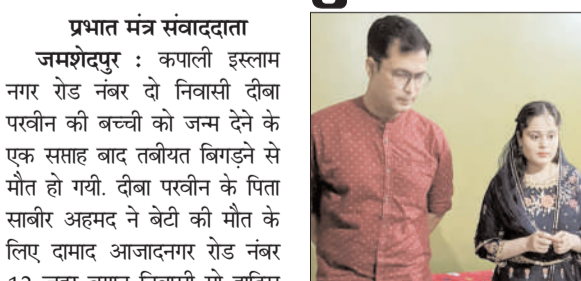 प्रभात मंत्र संवाददाता
जमशेदपुर : कपाली इस्लाम
नगर रोड नंबर दो निवासी दीबा
परवीन की बच्ची को जन्म देने के
एक सप्ताह बाद तबीयत बिगड़ने से
मौत हो गयी. दीबा परवीन के पिता
साबीर अहमद ने बेटी की मौत के
लिए दामाद आजादनगर रोड नंबर